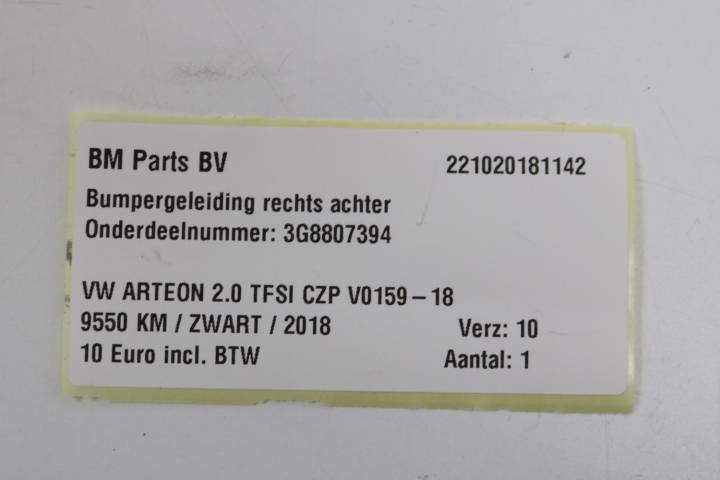 BM Parts BV 221020181142
Bumpergeleiding rechts achter
Onderdeelnummer: 3G8807394
VW ARTEON 2.0 TFSI CZP V0159-18
9550 KM / ZWART / 2018 Verz: 10
10 Euro incl. BTW Aantal: 1